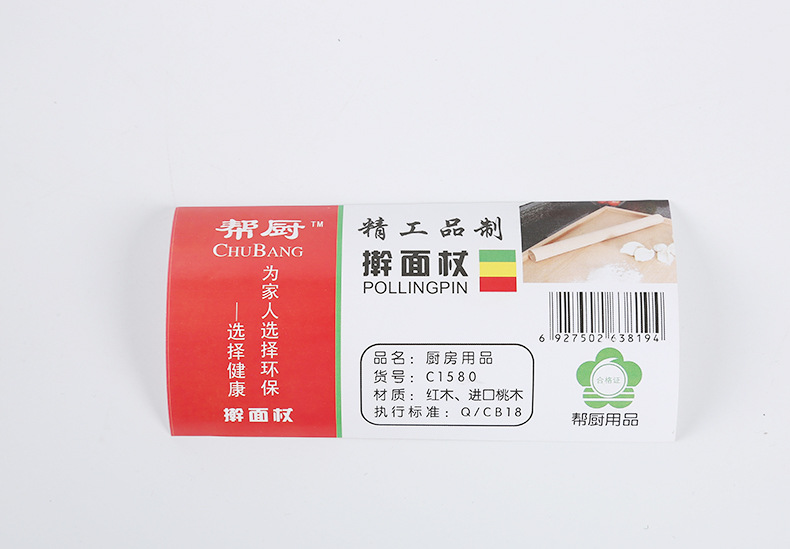 帮厨™
CHUBANG
为家人选择环保
—选择健康
擀面杖
精工品制
擀面杖
POLLINGPIN
品名：厨房用品
货号：C1580
材质：红木、进口桃木
执行标准：Q/CB18
6 927502 638194
合格证
帮厨用品